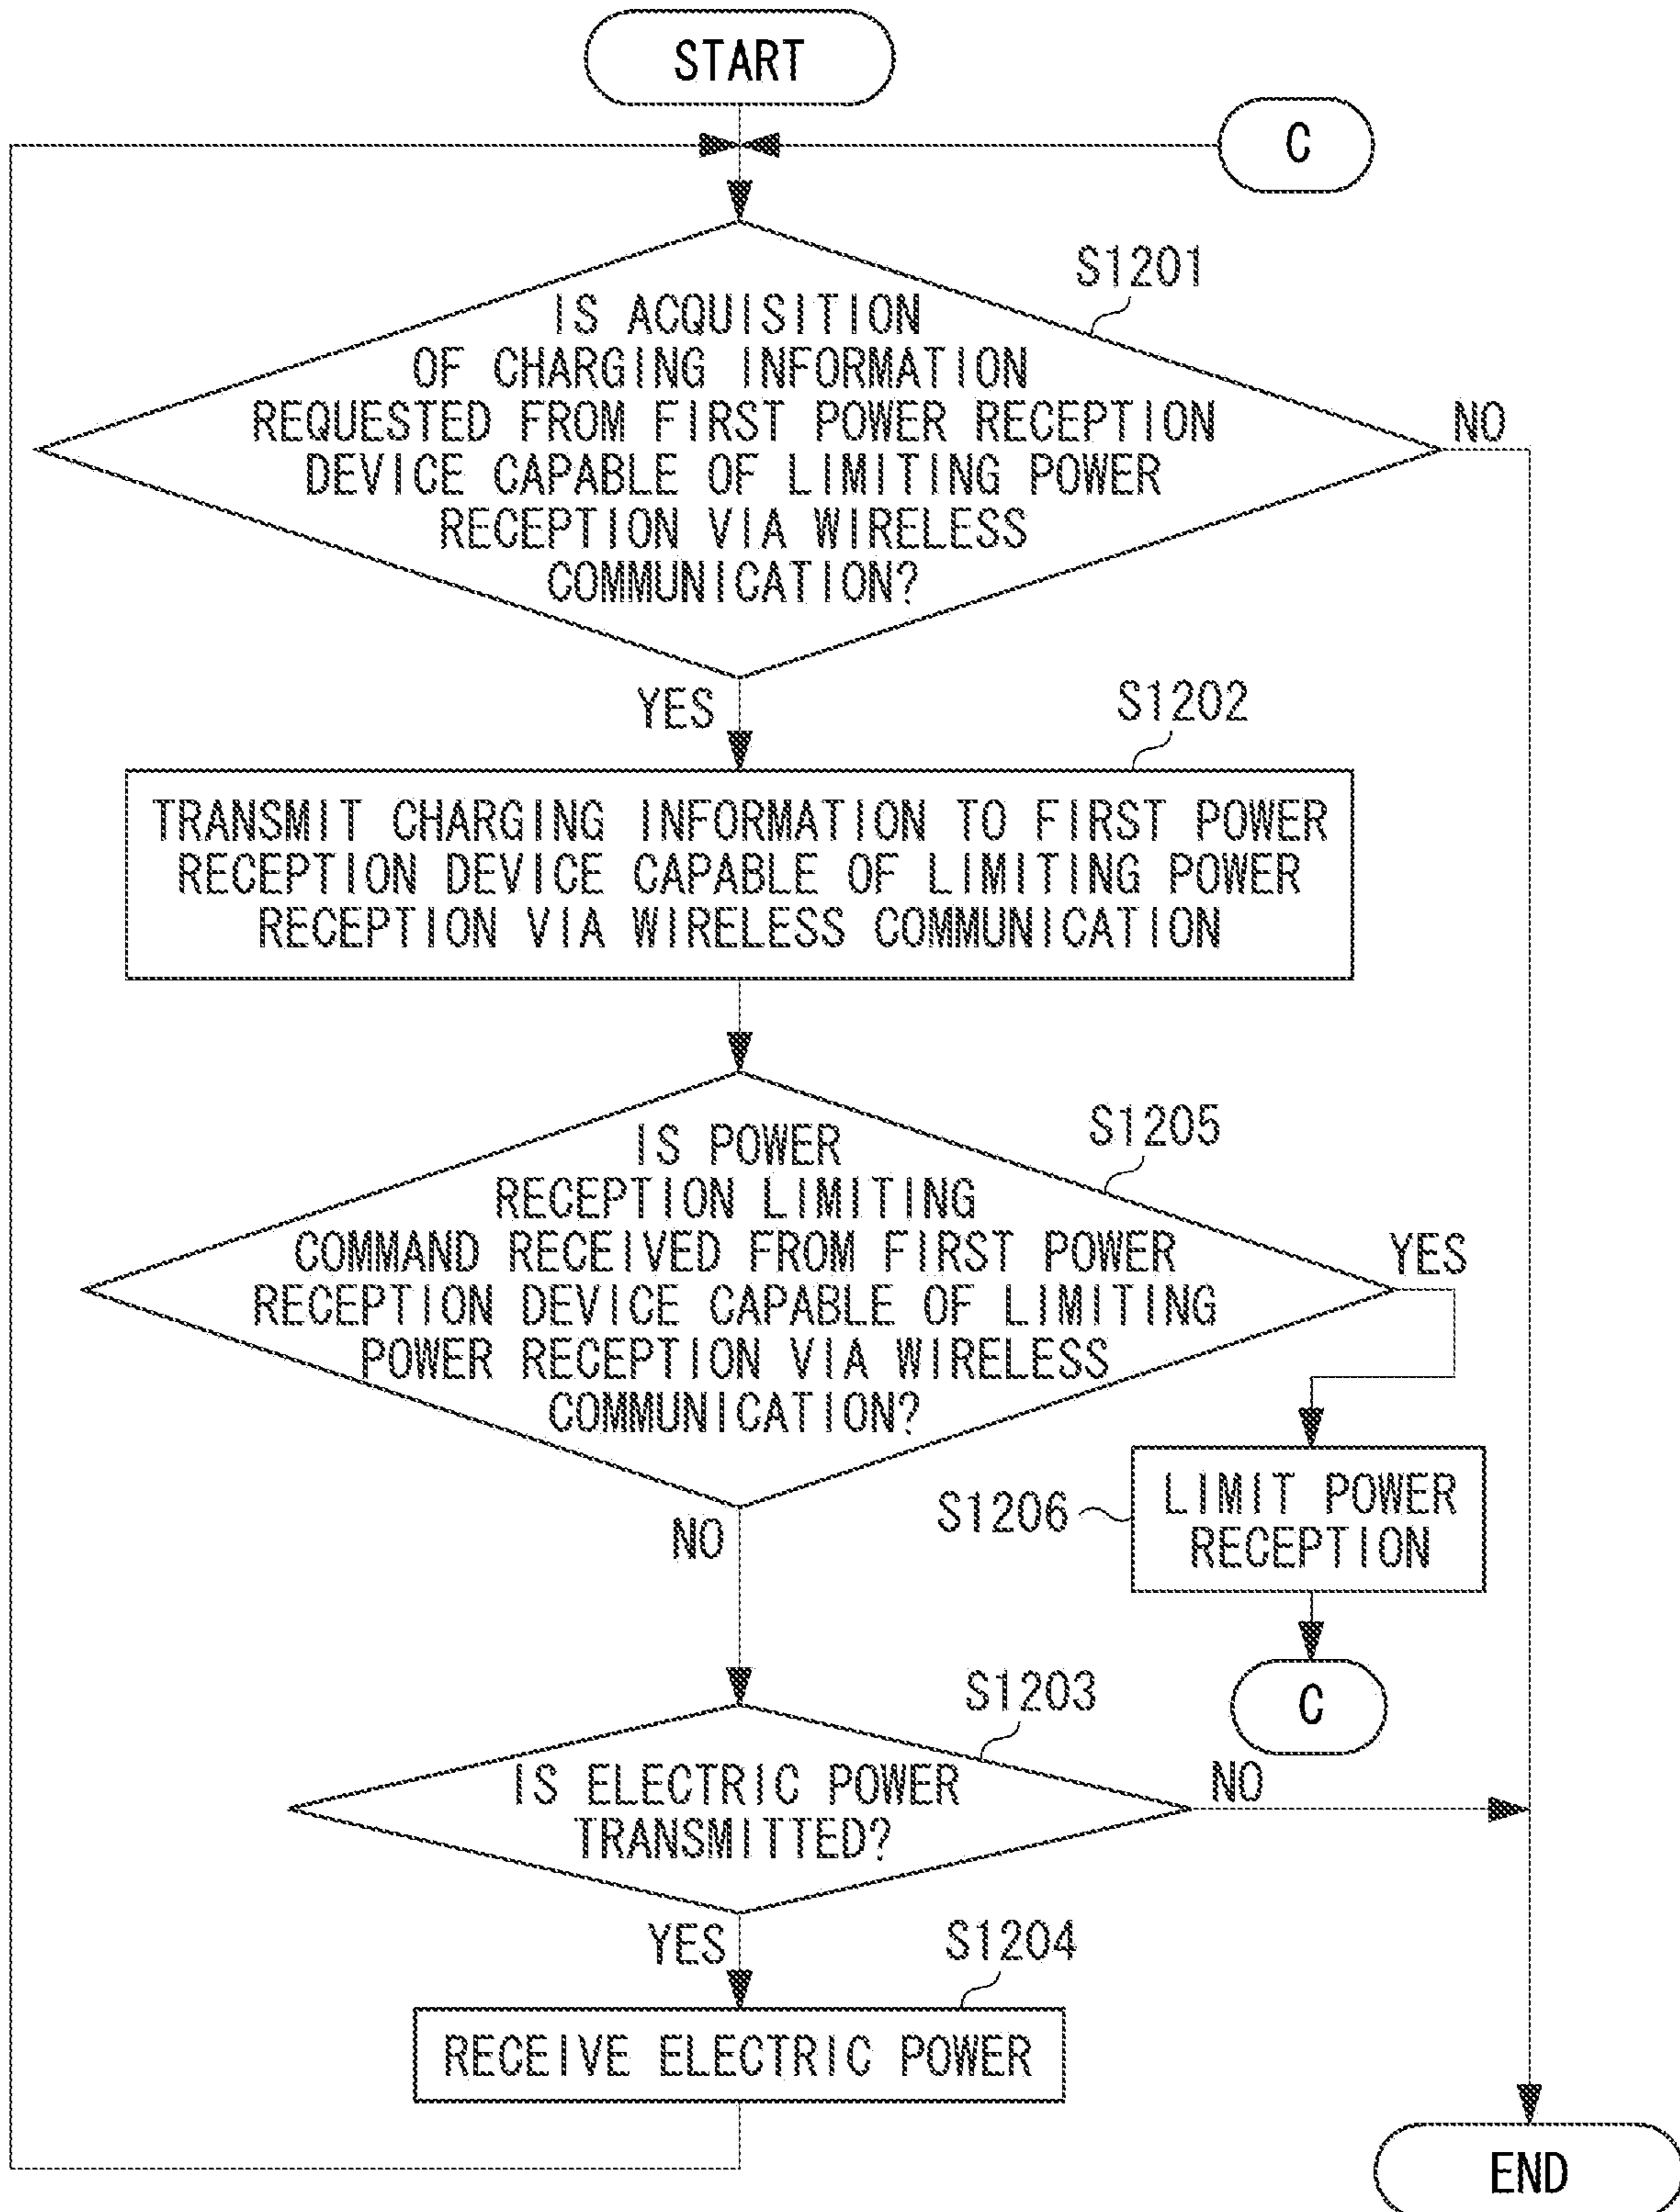 START
C
S1201
IS ACQUISITION
OF CHARGING INFORMATION
REQUESTED FROM FIRST POWER RECEPTION
DEVICE CAPABLE OF LIMITING POWER
RECEPTION VIA WIRELESS
COMMUNICATION?
NO
YES
S1202
TRANSMIT CHARGING INFORMATION TO FIRST POWER
RECEPTION DEVICE CAPABLE OF LIMITING POWER
RECEPTION VIA WIRELESS COMMUNICATION
S1205
IS POWER
RECEPTION LIMITING
COMMAND RECEIVED FROM FIRST POWER
RECEPTION DEVICE CAPABLE OF LIMITING
POWER RECEPTION VIA WIRELESS
COMMUNICATION?
YES
NO
S1206
LIMIT POWER
RECEPTION
C
S1203
IS ELECTRIC POWER
TRANSMITTED?
NO
YES
S1204
RECEIVE ELECTRIC POWER
END